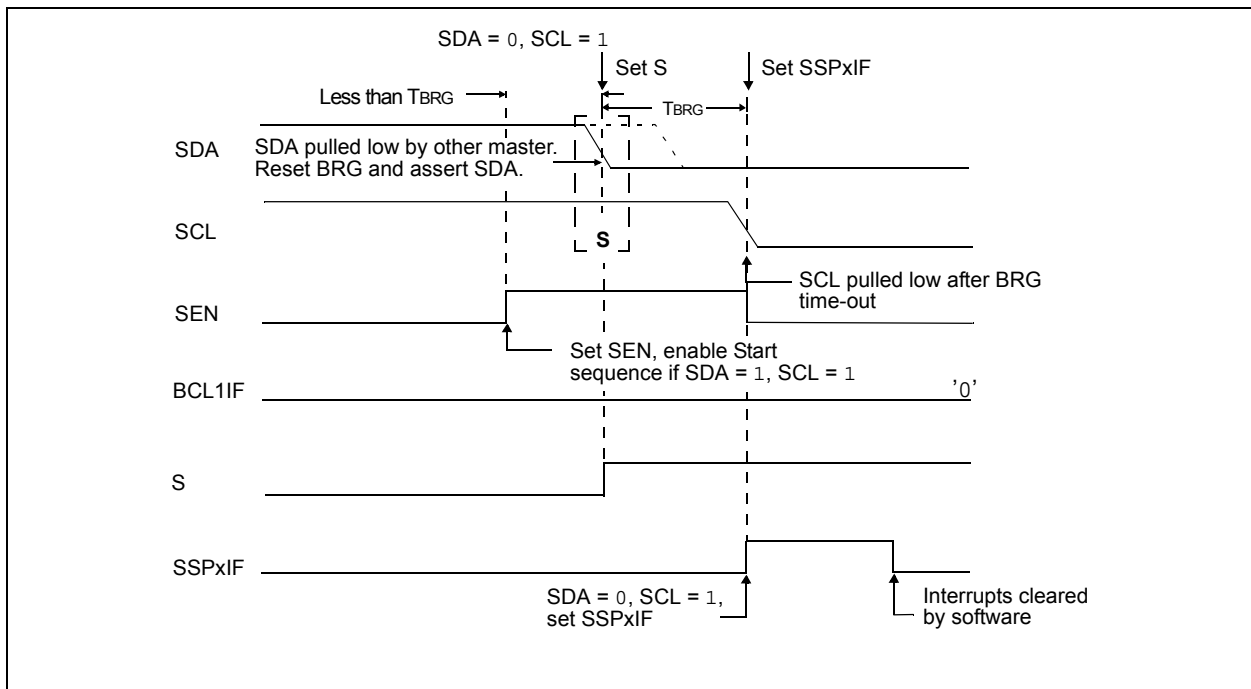 SDA = 0, SCL = 1
Set S
Set SSPxIF
Less than TBRG
TBRG
SDA
SDA pulled low by other master.
Reset BRG and assert SDA.
SCL
S
SCL pulled low after BRG
time-out
SEN
Set SEN, enable Start
sequence if SDA = 1, SCL = 1
BCL1IF
'0'
S
SSPxIF
SDA = 0, SCL = 1,
set SSPxIF
Interrupts cleared
by software